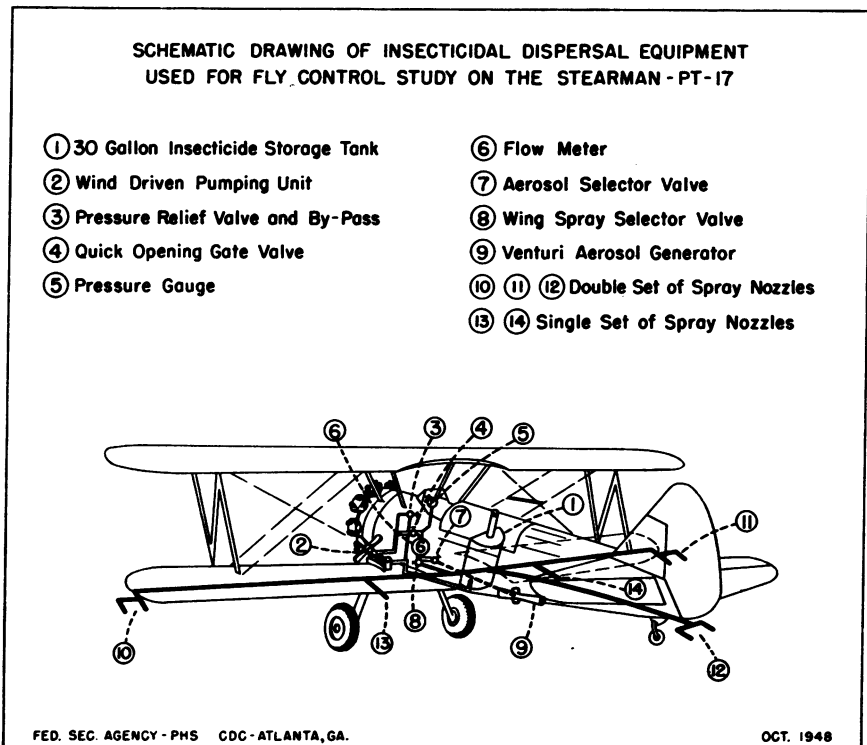 SCHEMATIC DRAWING OF INSECTICIDAL DISPERSAL EQUIPMENT
USED FOR FLY CONTROL STUDY ON THE STEARMAN - PT - 17
① 30 Gallon Insecticide Storage Tank
② Wind Driven Pumping Unit
③ Pressure Relief Valve and By-Pass
④ Quick Opening Gate Valve
⑤ Pressure Gauge
⑥ Flow Meter
⑦ Aerosol Selector Valve
⑧ Wing Spray Selector Valve
⑨ Venturi Aerosol Generator
⑩ ⑪ ⑫ Double Set of Spray Nozzles
⑬ ⑭ Single Set of Spray Nozzles
⑥
③
④
⑤
①
⑦
⑪
②
⑥
⑭
⑩
⑬
⑧
⑨
⑫
FED. SEC. AGENCY - PHS CDC - ATLANTA, GA.
OCT. 1948